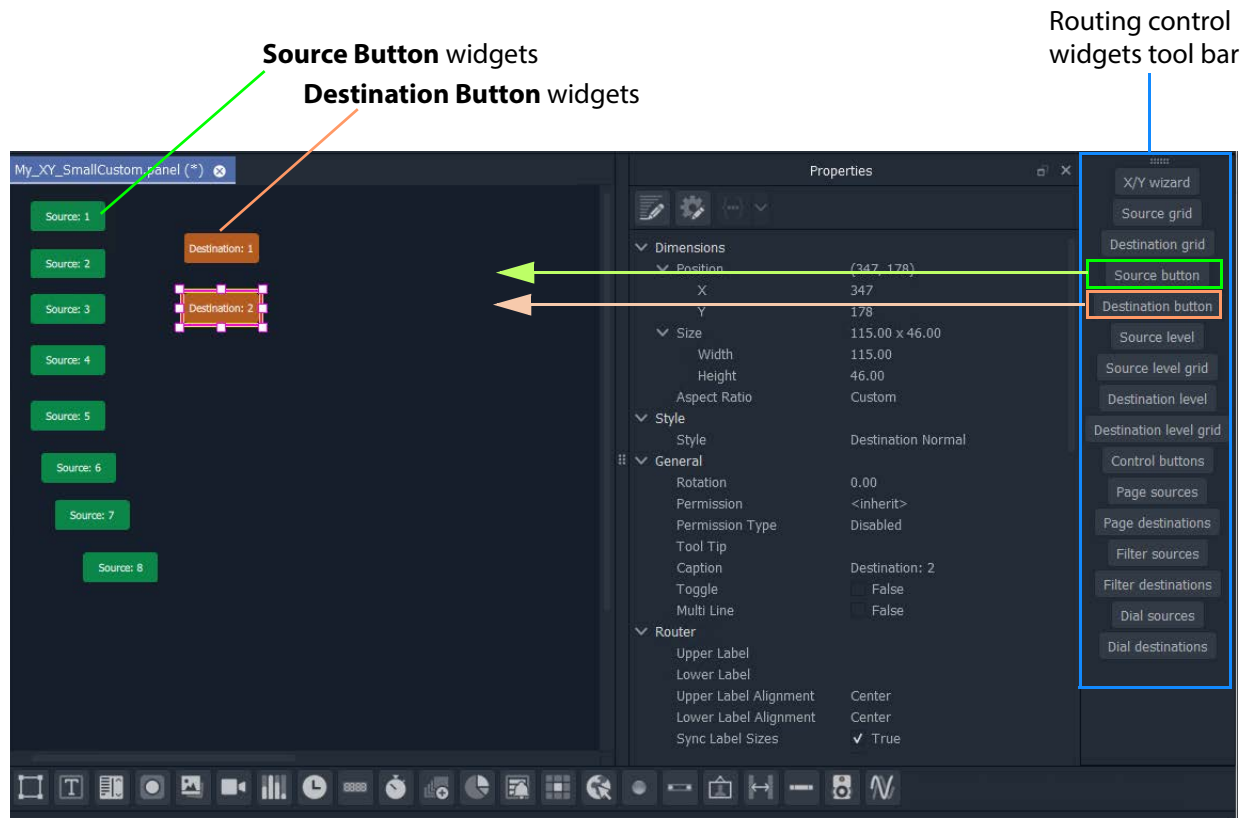 Routing control
widgets tool bar
Source Button widgets
Destination Button widgets
My_XY_SmallCustom.panel (*)
Source: 1
Source: 2
Source: 3
Source: 4
Source: 5
Source: 6
Source: 7
Source: 8
Destination: 1
Destination: 2
Properties
Dimensions
Position (347, 178)
X 347
Y 178
Size 115.00 x 46.00
Width 115.00
Height 46.00
Aspect Ratio Custom
Style
Style Destination Normal
General
Rotation 0.00
Permission <inherit>
Permission Type Disabled
Tool Tip
Caption Destination: 2
Toggle False
Multi Line False
Router
Upper Label
Lower Label
Upper Label Alignment Center
Lower Label Alignment Center
Sync Label Sizes True
X/Y wizard
Source grid
Destination grid
Source button
Destination button
Source level
Source level grid
Destination level
Destination level grid
Control buttons
Page sources
Page destinations
Filter sources
Filter destinations
Dial sources
Dial destinations
T
8888